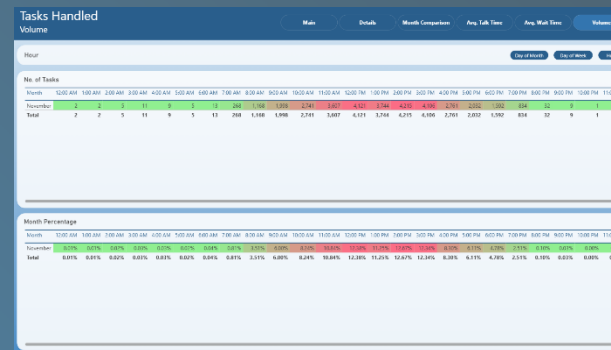 Tasks Handled
Volume
Main Details Month Comparison Avg. Talk Time Avg. Wait Time Volume
Hour
Day of Month Day of Week
No. of Tasks
Month 12:00 AM 1:00 AM 2:00 AM 3:00 AM 4:00 AM 5:00 AM 6:00 AM 7:00 AM 8:00 AM 9:00 AM 10:00 AM 11:00 AM 12:00 PM 1:00 PM 2:00 PM 3:00 PM 4:00 PM 5:00 PM 6:00 PM 7:00 PM 8:00 PM 9:00 PM 10:00 PM
November 2 2 5 11 9 5 13 268 1,168 1,998 2,741 3,607 4,121 3,744 4,215 4,106 2,761 2,032 1,592 834 32 9 1
Total 2 2 5 11 9 5 13 268 1,168 1,998 2,741 3,607 4,121 3,744 4,215 4,106 2,761 2,032 1,592 834 32 9 1
Month Percentage
Month 12:00 AM 1:00 AM 2:00 AM 3:00 AM 4:00 AM 5:00 AM 6:00 AM 7:00 AM 8:00 AM 9:00 AM 10:00 AM 11:00 AM 12:00 PM 1:00 PM 2:00 PM 3:00 PM 4:00 PM 5:00 PM 6:00 PM 7:00 PM 8:00 PM 9:00 PM 10:00 PM
November 0.01% 0.02% 0.03% 0.03% 0.02% 0.04% 0.81% 3.51% 6.00% 8.24% 10.84% 12.38% 11.25% 12.67% 12.34% 8.30% 6.11% 4.78% 2.51% 0.10% 0.03% 0.00%
Total 0.01% 0.01% 0.02% 0.03% 0.03% 0.02% 0.04% 0.81% 3.51% 6.00% 8.24% 10.84% 12.38% 11.25% 12.67% 12.34% 8.30% 6.11% 4.78% 2.51% 0.10% 0.03% 0.00%